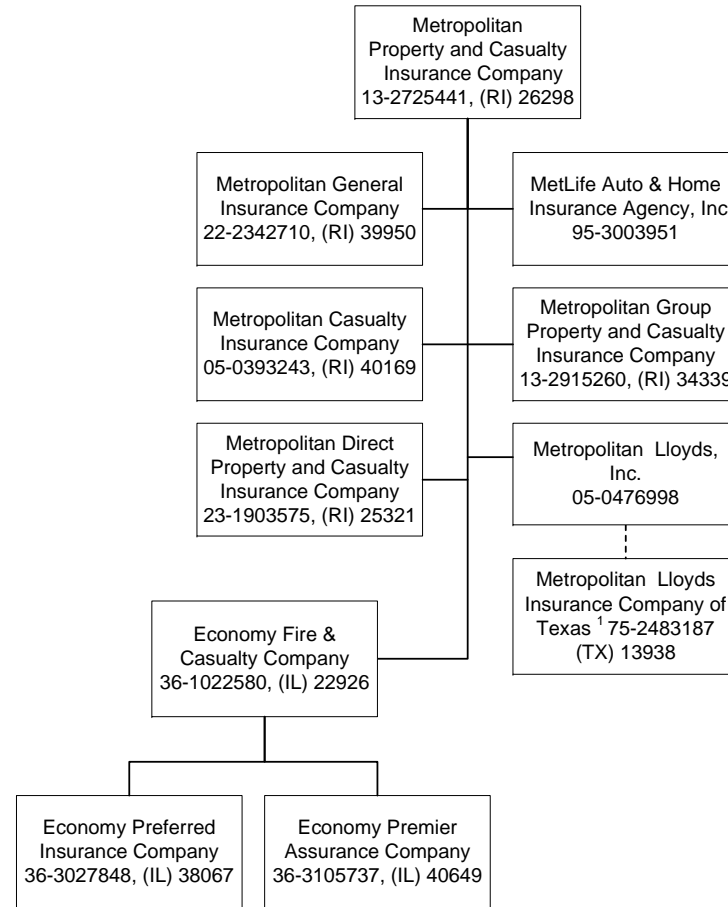 Metropolitan
Property and Casualty
Insurance Company
13-2725441, (RI) 26298
Metropolitan General
Insurance Company
22-2342710, (RI) 39950
MetLife Auto & Home
Insurance Agency, Inc
95-3003951
Metropolitan Casualty
Insurance Company
05-0393243, (RI) 40169
Metropolitan Group
Property and Casualty
Insurance Company
13-2915260, (RI) 34339
Metropolitan Direct
Property and Casualty
Insurance Company
23-1903575, (RI) 25321
Metropolitan Lloyds,
Inc.
05-0476998
Metropolitan Lloyds
Insurance Company of
Texas 1 75-2483187
(TX) 13938
Economy Fire &
Casualty Company
36-1022580, (IL) 22926
Economy Preferred
Insurance Company
36-3027848, (IL) 38067
Economy Premier
Assurance Company
36-3105737, (IL) 40649